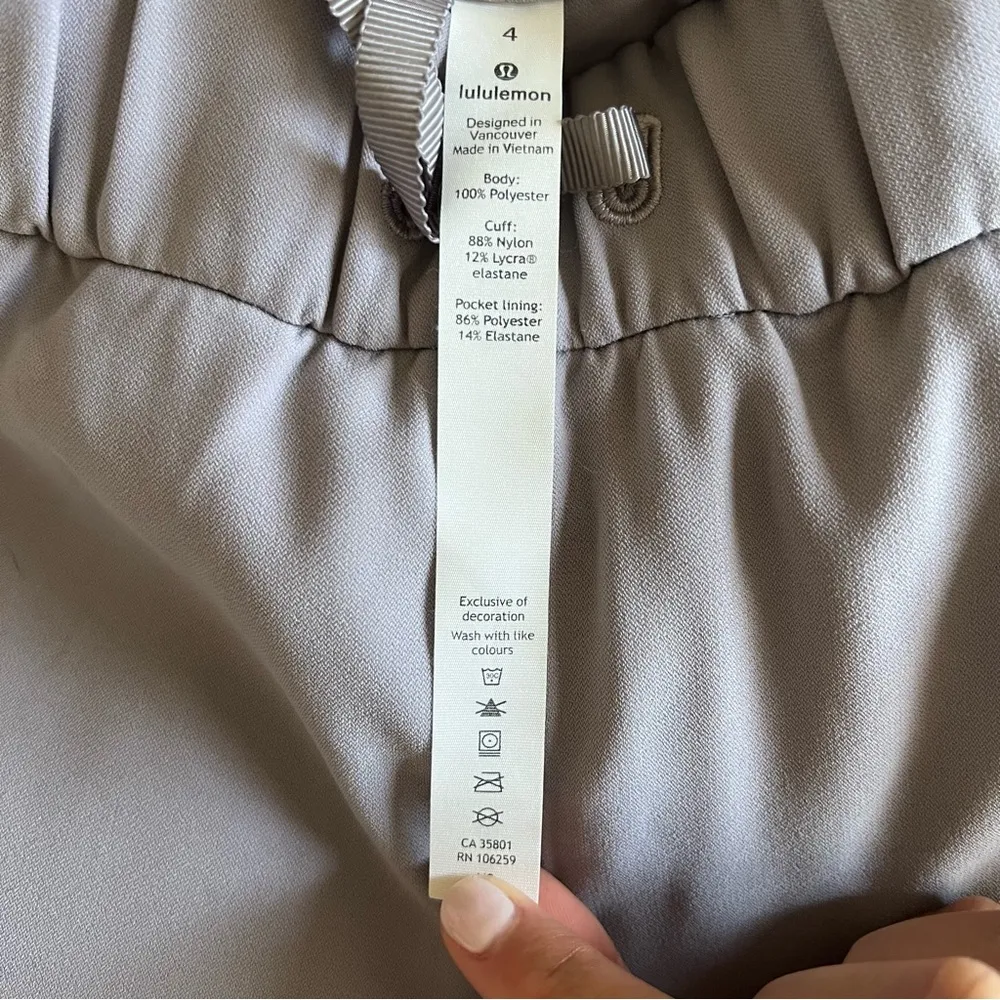 4
lululemon
Designed in
Vancouver
Made in Vietnam
Body:
100% Polyester
Cuff:
88% Nylon
12% Lycra®
elastane
Pocket lining:
86% Polyester
14% Elastane
Exclusive of
decoration
Wash with like
colours
30C
CA 35801
RN 106259